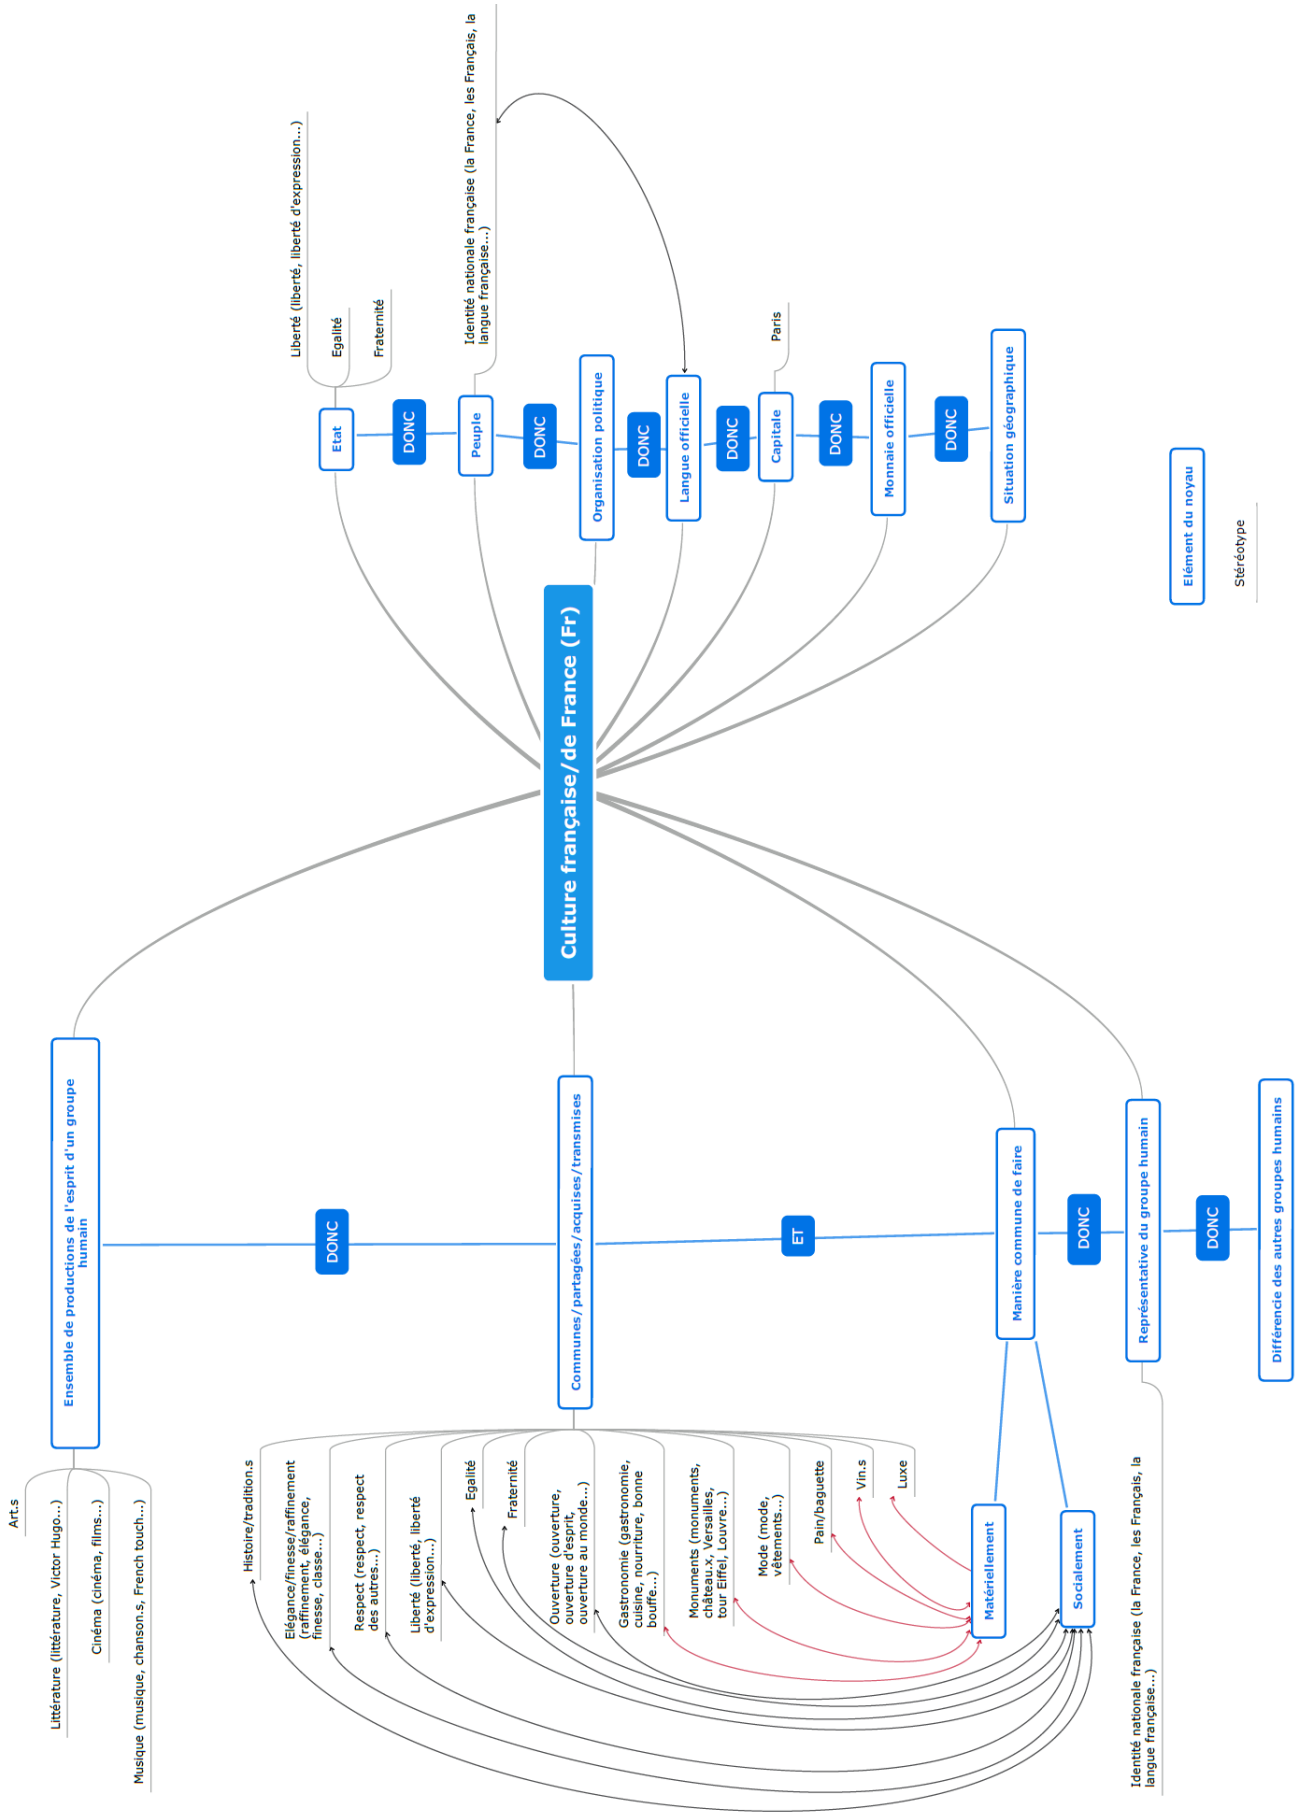 Culture française/de France (Fr)
Ensemble de productions de l'esprit d'un groupe
humain
Art.s
Littérature (littérature, Victor Hugo...)
Cinéma (cinéma, films...)
Musique (musique, chanson.s, French touch...)
DONC
Communes/partagées/acquises/transmises
Histoire/tradition.s
Elégance/finesse/raffinement
(raffinement, élégance,
finesse, classe...)
Respect (respect, respect
des autres...)
Liberté (liberté, liberté
d'expression...)
Egalité
Fraternité
Ouverture (ouverture,
ouverture d'esprit,
ouverture au monde...)
Gastronomie (gastronomie,
cuisine, nourriture, bonne
bouffe...)
Monuments (monuments,
château.x, Versailles,
tour Eiffel, Louvre...)
Mode (mode,
vêtements...)
Pain/baguette
Vin.s
Luxe
ET
Manière commune de faire
Matériellement
Socialement
DONC
Représentative du groupe humain
Identité nationale française (la France, les Français, la
langue française...)
DONC
Différencie des autres groupes humains
Etat
Liberté (liberté, liberté d'expression...)
Egalité
Fraternité
DONC
Peuple
Identité nationale française (la France, les Français, la
langue française...)
DONC
Organisation politique
DONC
Langue officielle
DONC
Capitale
Paris
DONC
Monnaie officielle
DONC
Situation géographique
Elément du noyau
Stéréotype